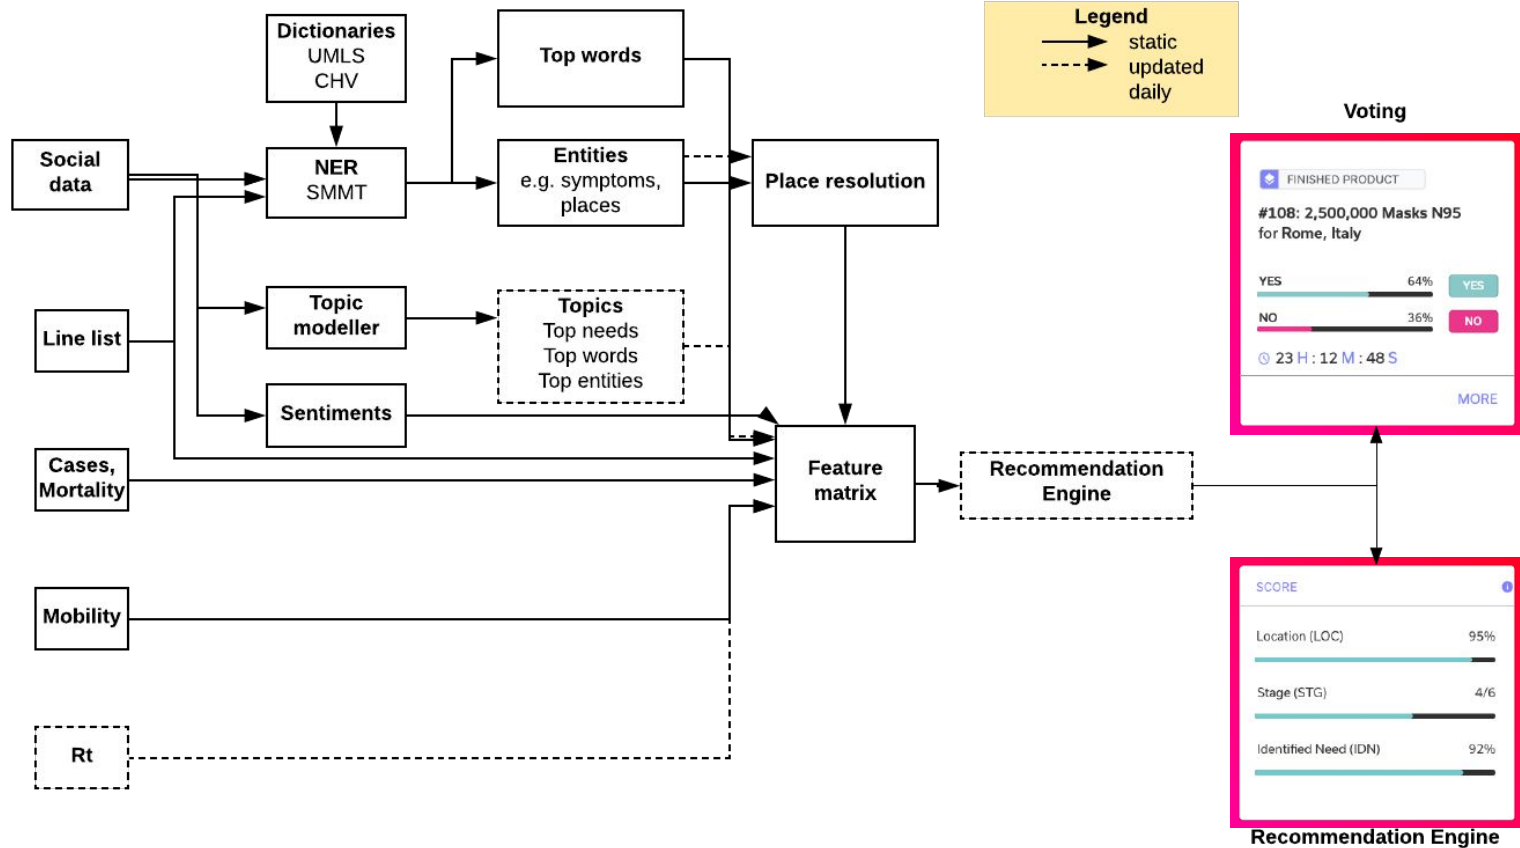 Dictionaries
UMLS
CHV
Top words
Legend
static
updated
daily
Social
data
NER
SMMT
Entities
e.g. symptoms,
places
Place resolution
Line list
Topic
modeller
Topics
Top needs
Top words
Top entities
Sentiments
Cases,
Mortality
Feature
matrix
Recommendation
Engine
Mobility
Rt
Voting
FINISHED PRODUCT
#108: 2,500,000 Masks N95
for Rome, Italy
YES 64% YES
NO 36% NO
23 H : 12 M : 48 S
MORE
SCORE
i
Location (LOC) 95%
Stage (STG) 4/6
Identified Need (IDN) 92%
Recommendation Engine